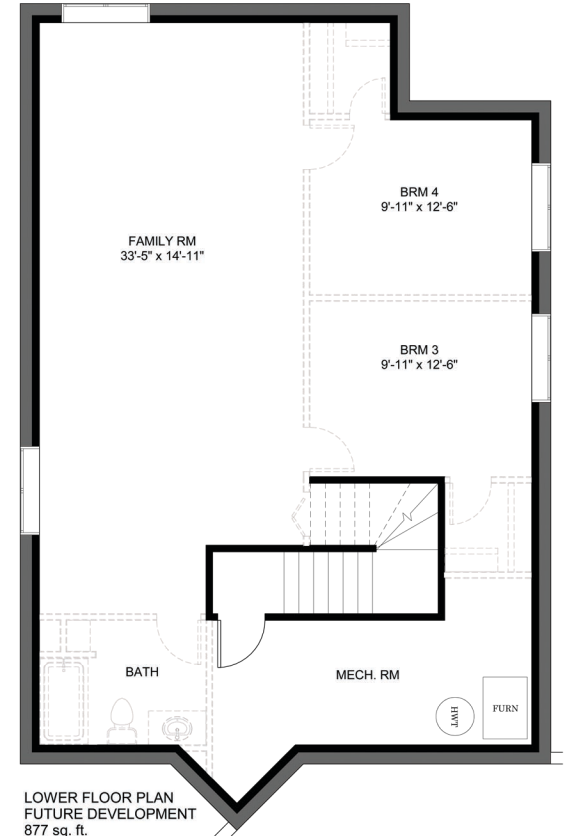 BRM 4
9'-11" x 12'-6"
FAMILY RM
33'-5" x 14'-11"
BRM 3
9'-11" x 12'-6"
BATH
MECH. RM
HWT
FURN
LOWER FLOOR PLAN
FUTURE DEVELOPMENT
877 sq. ft.